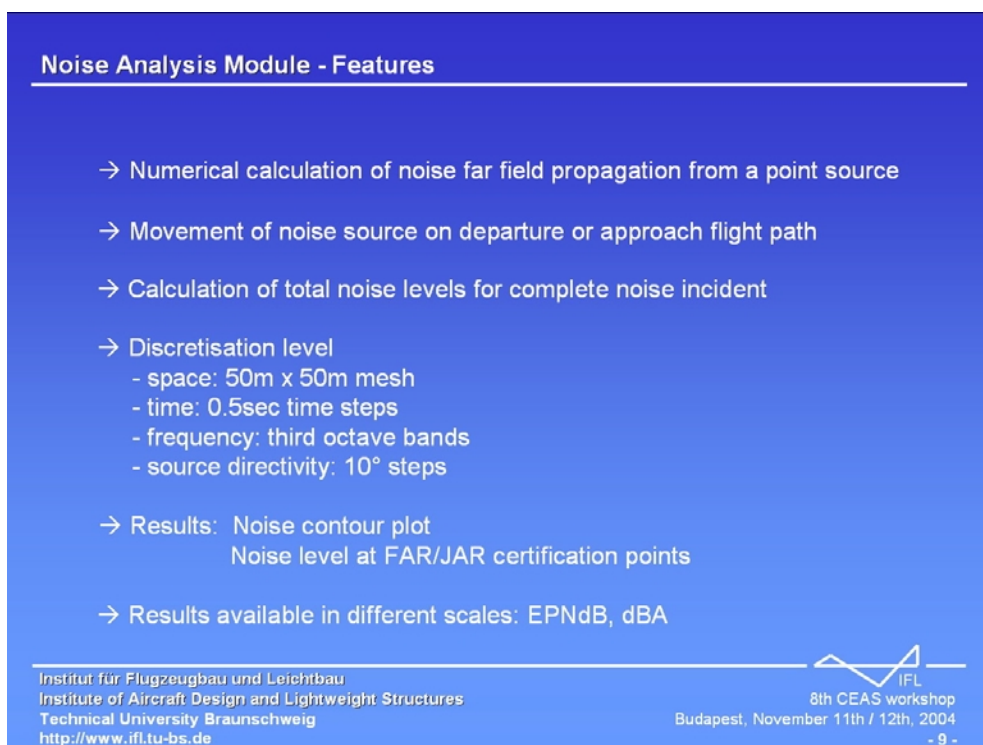 Noise Analysis Module - Features
→ Numerical calculation of noise far field propagation from a point source
→ Movement of noise source on departure or approach flight path
→ Calculation of total noise levels for complete noise incident
→ Discretisation level
- space: 50m x 50m mesh
- time: 0.5sec time steps
- frequency: third octave bands
- source directivity: 10° steps
→ Results: Noise contour plot
Noise level at FAR/JAR certification points
→ Results available in different scales: EPNdB, dBA
Institut für Flugzeugbau und Leichtbau
Institute of Aircraft Design and Lightweight Structures
Technical University Braunschweig
http://www.ifl.tu-bs.de
IFL
8th CEAS workshop
Budapest, November 11th / 12th, 2004
- 9 -